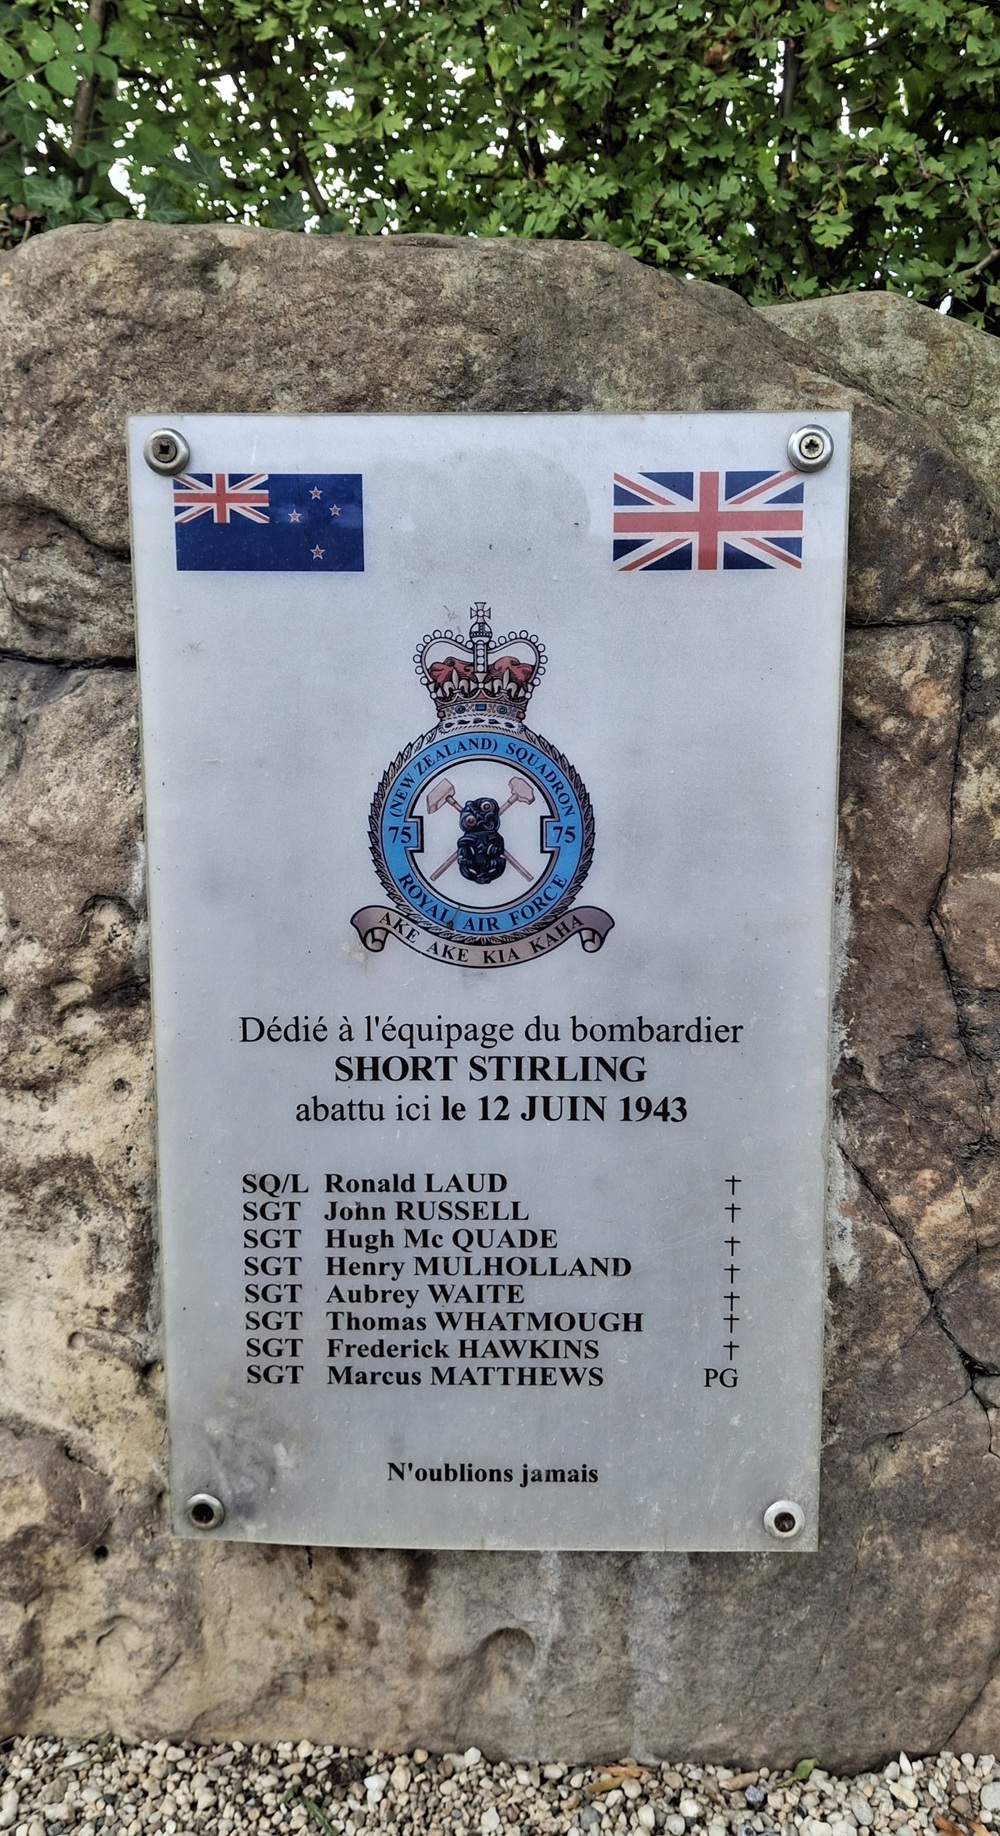 (NEW ZEALAND) SQUADRON
75 75
ROYAL AIR FORCE
AKE AKE KIA KAHA
Dédié à l'équipage du bombardier
SHORT STIRLING
abattu ici le 12 JUIN 1943
SQ/L Ronald LAUD †
SGT John RUSSELL †
SGT Hugh Mc QUADE †
SGT Henry MULHOLLAND †
SGT Aubrey WAITE †
SGT Thomas WHATMOUGH †
SGT Frederick HAWKINS †
SGT Marcus MATTHEWS PG
N'oublions jamais